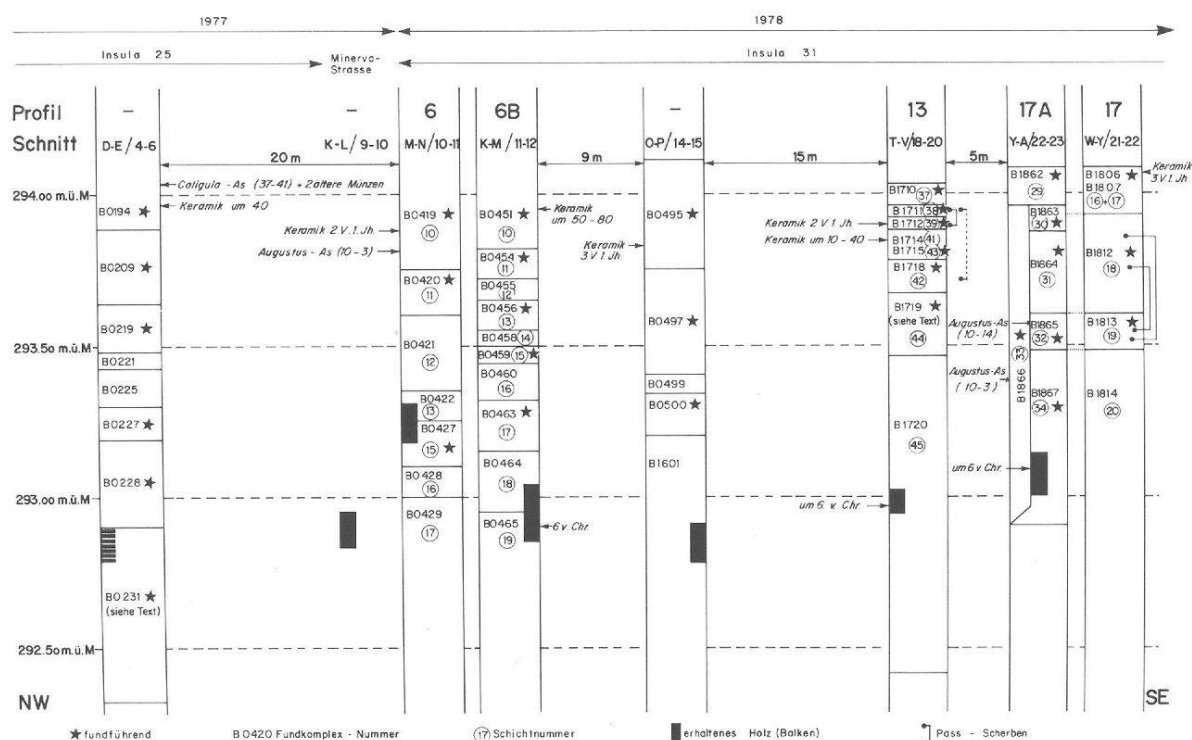 1977
1978
Insula 25
Minerva-
Strasse
Insula 31
Profil
–
–
6
6B
–
13
17A
17
Schnitt
D-E/4-6
K-L/9-10
M-N/10-11
K-M/11-12
O-P/14-15
T-V/18-20
Y-A/22-23
W-Y/21-22
20m
9m
15m
5m
294.00 m.ü.M
293.50 m.ü.M
293.00 m.ü.M
292.50 m.ü.M
Caligula-As (37-41) + 2 ältere Münzen
Keramik um 40
B0194
B0209
B0219
B0221
B0225
B0227
B0228
B0231
(siehe Text)
Keramik 2 V. 1. Jh.
Augustus-As (10-3)
B0419
10
B0420
11
B0421
12
B0422
13
B0427
15
B0428
16
B0429
17
B0451
10
B0454
11
B0455
12
B0456
13
B0458 14
B0459 15
B0460
16
B0463
17
B0464
18
B0465
19
Keramik
um 50-80
6 v. Chr.
Keramik
3 V. 1. Jh
B0495
B0497
B0499
B0500
B1601
Keramik 2 V. 1. Jh.
Keramik um 10-40
B1710
37
B1711 38
B1712 39
B1714 41
B1715 43
B1718
42
B1719
(siehe Text)
44
B1720
45
um 6. v. Chr
Augustus-As
(10-14)
Augustus-As
(10-3)
um 6 v. Chr.
B1862
29
B1863
30
B1864
31
B1865
32
B1866 33
B1867
34
B1806
B1807
16+17
B1812
18
B1813
19
B1814
20
Keramik
3 V. 1. Jh
NW
SE
★ fundführend
B0420 Fundkomplex - Nummer
17 Schichtnummer
erhaltenes Holz (Balken)
Pass - Scherben